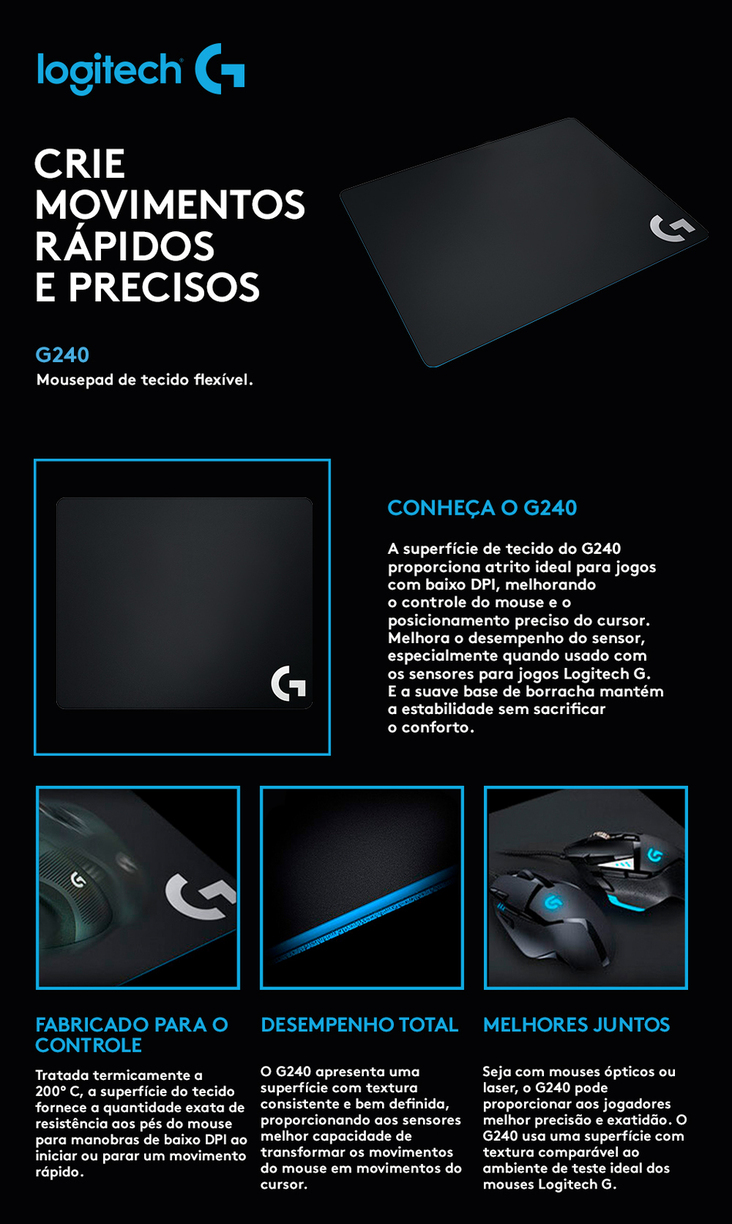 logitech G
CRIE
MOVIMENTOS
RÁPIDOS
E PRECISOS
G240
Mousepad de tecido flexível.
CONHEÇA O G240
A superfície de tecido do G240
proporciona atrito ideal para jogos
com baixo DPI, melhorando
o controle do mouse e o
posicionamento preciso do cursor.
Melhora o desempenho do sensor,
especialmente quando usado com
os sensores para jogos Logitech G.
E a suave base de borracha mantém
a estabilidade sem sacrificar
o conforto.
FABRICADO PARA O
CONTROLE
Tratada termicamente a
200° C, a superfície do tecido
fornece a quantidade exata de
resistência aos pés do mouse
para manobras de baixo DPI ao
iniciar ou parar um movimento
rápido.
DESEMPENHO TOTAL
O G240 apresenta uma
superfície com textura
consistente e bem definida,
proporcionando aos sensores
melhor capacidade de
transformar os movimentos
do mouse em movimentos do
cursor.
MELHORES JUNTOS
Seja com mouses ópticos ou
laser, o G240 pode
proporcionar aos jogadores
melhor precisão e exatidão. O
G240 usa uma superfície com
textura comparável ao
ambiente de teste ideal dos
mouses Logitech G.